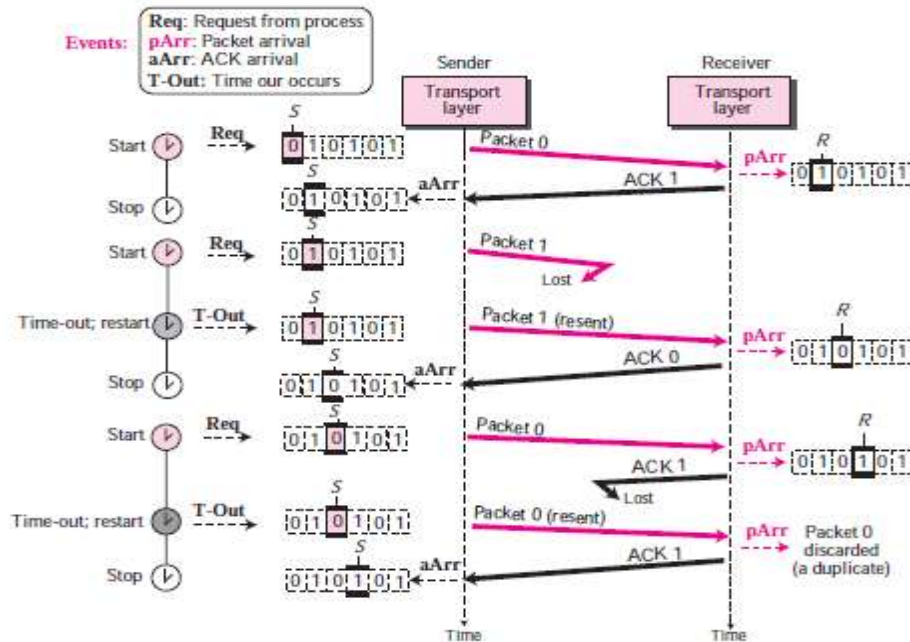 Req: Request from process
Events: pArr: Packet arrival
aArr: ACK arrival
T-Out: Time our occurs
Sender
Receiver
Transport layer
Transport layer
S
Start
Req
0 1 0 1 0 1
Packet 0
pArr
R
0 1 0 1 0 1
S
Stop
0 1 0 1 0 1
aArr
ACK 1
S
Start
Req
0 1 0 1 0 1
Packet 1
Lost
S
Time-out; restart
T-Out
0 1 0 1 0 1
Packet 1 (resent)
pArr
R
0 1 0 1 0 1
S
Stop
0 1 0 1 0 1
aArr
ACK 0
S
Start
Req
0 1 0 1 0 1
Packet 0
pArr
R
0 1 0 1 0 1
ACK 1
Lost
S
Time-out; restart
T-Out
0 1 0 1 0 1
Packet 0 (resent)
pArr
Packet 0
discarded
(a duplicate)
S
Stop
0 1 0 1 0 1
aArr
ACK 1
Time
Time